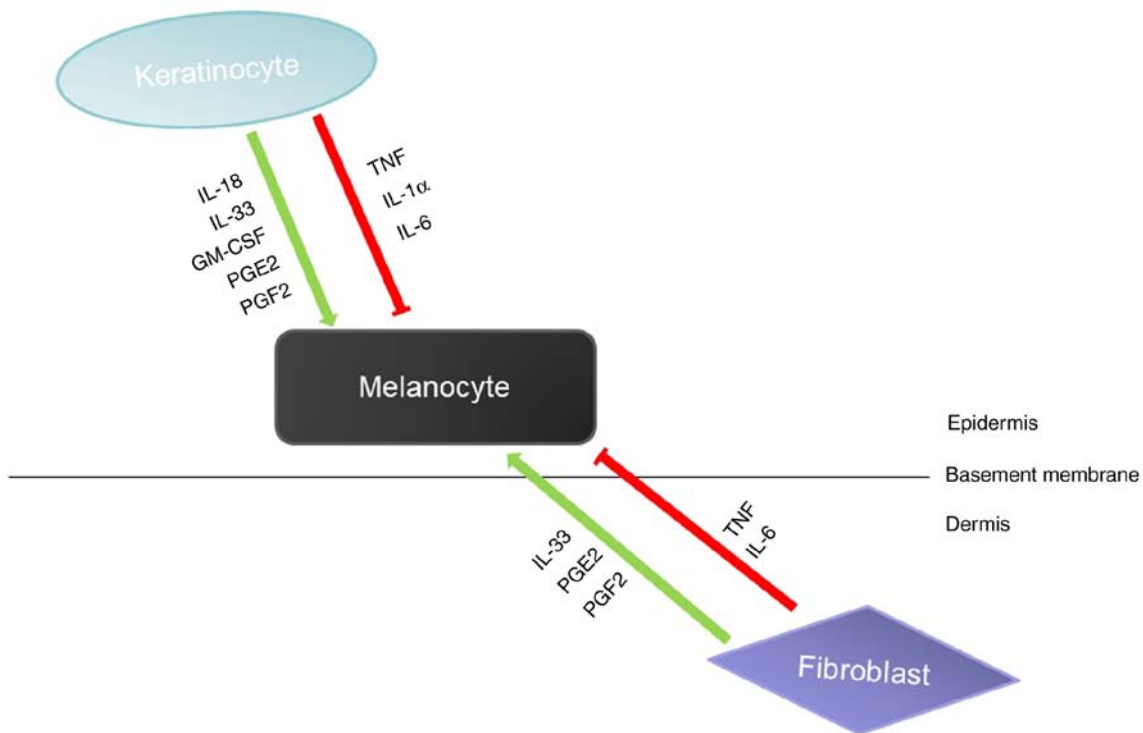 Keratinocyte
IL-18
IL-33
GM-CSF
PGE2
PGF2
TNF
IL-1α
IL-6
Melanocyte
Epidermis
Basement membrane
Dermis
TNF
IL-6
IL-33
PGE2
PGF2
Fibroblast